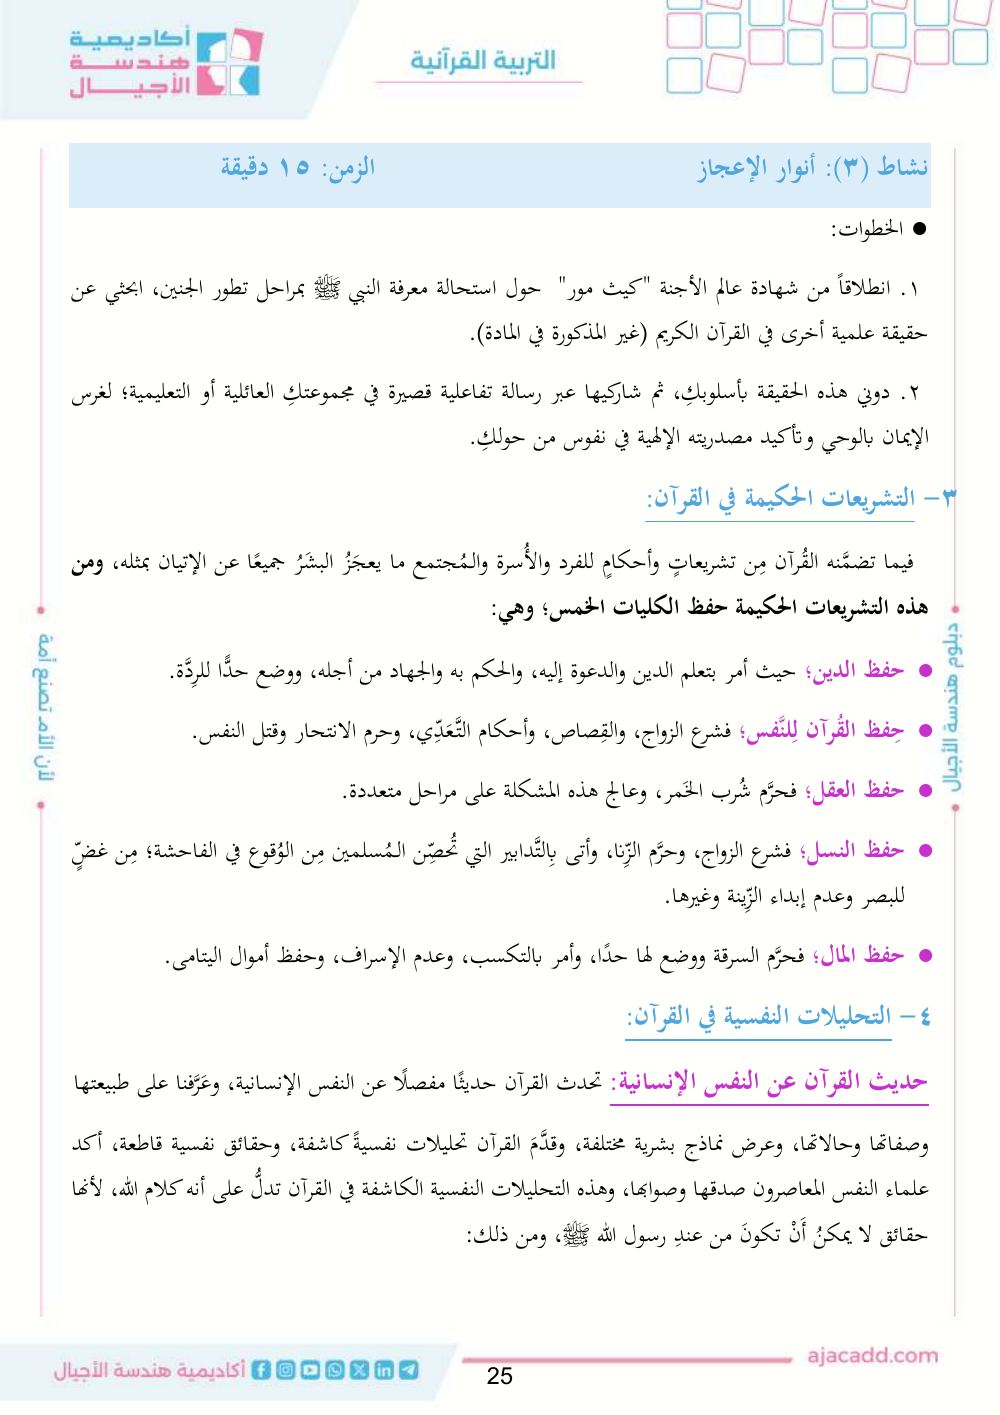 أكاديمية
هندسة
الأجيال
التربية القرآنية
نشاط (٣): أنوار الإعجاز الزمن: ١٥ دقيقة
● الخطوات:
١. انطلاقاً من شهادة عالم الأجنة "كيث مور" حول استحالة معرفة النبي ﷺ بمراحل تطور الجنين، ابحثي عن
حقيقة علمية أخرى في القرآن الكريم (غير المذكورة في المادة).
٢. دوني هذه الحقيقة بأسلوبكِ، ثم شاركيها عبر رسالة تفاعلية قصيرة في مجموعتكِ العائلية أو التعليمية؛ لغرس
الإيمان بالوحي وتأكيد مصدريته الإلهية في نفوس من حولكِ.
٣- التشريعات الحكيمة في القرآن:
فيما تضمَّنه القُرآن مِن تشريعاتٍ وأحكامٍ للفرد والأُسرة والمُجتمع ما يعجَزُ البشَرُ جميعًا عن الإتيان بمثله، ومن
هذه التشريعات الحكيمة حفظ الكليات الخمس؛ وهي:
● حفظ الدين؛ حيث أمر بتعلم الدين والدعوة إليه، والحكم به والجهاد من أجله، ووضع حدًّا للرِدَّة.
● حِفظ القُرآن لِلنَّفس؛ فشرع الزواج، والقِصاص، وأحكام التَّعَدِّي، وحرم الانتحار وقتل النفس.
● حفظ العقل؛ فحرَّم شُرب الخَمر، وعالج هذه المشكلة على مراحل متعددة.
● حفظ النسل؛ فشرع الزواج، وحرَّم الزّنا، وأتى بِالتَّدابير التي تُحصِّن المُسلمين مِن الوُقوع في الفاحشة؛ مِن غضٍّ
للبصر وعدم إبداء الزِّينة وغيرها.
● حفظ المال؛ فحرَّم السرقة ووضع لها حدًا، وأمر بالتكسب، وعدم الإسراف، وحفظ أموال اليتامى.
٤- التحليلات النفسية في القرآن:
حديث القرآن عن النفس الإنسانية: تحدث القرآن حديثًا مفصلًا عن النفس الإنسانية، وعَرَّفنا على طبيعتها
وصفاتها وحالاتها، وعرض نماذج بشرية مختلفة، وقدَّمَ القرآن تحليلات نفسيةً كاشفة، وحقائق نفسية قاطعة، أكد
علماء النفس المعاصرون صدقها وصوابها، وهذه التحليلات النفسية الكاشفة في القرآن تدلُّ على أنه كلام الله، لأنها
حقائق لا يمكنُ أَنْ تكونَ من عندِ رسول الله ﷺ، ومن ذلك:
دبلوم هندسة الأجيال
لأن الأم تصنع أمة
ajacadd.com
25
أكاديمية هندسة الأجيال